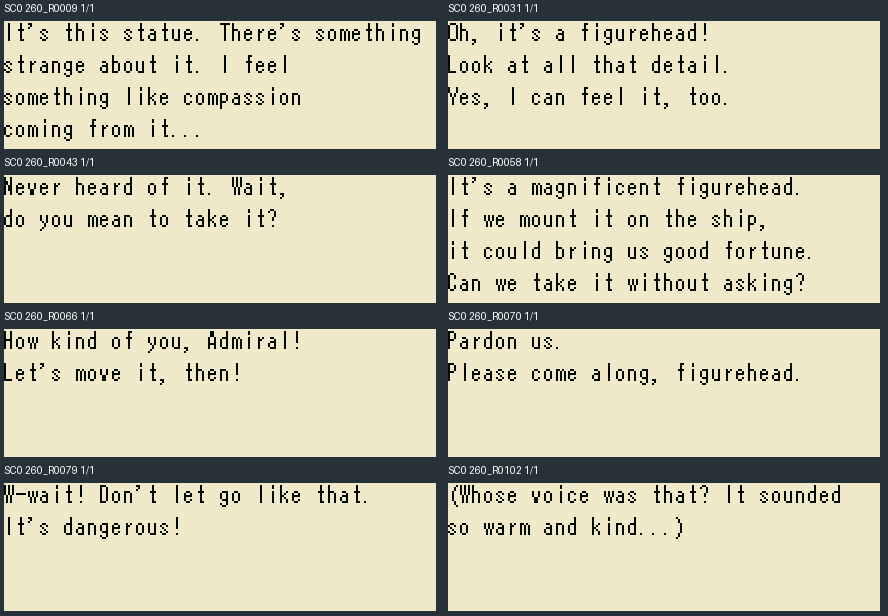 SC0 260_R0009 1/1
It's this statue. There's something
strange about it. I feel
something like compassion
coming from it...
SC0 260_R0031 1/1
Oh, it's a figurehead!
Look at all that detail.
Yes, I can feel it, too.
SC0 260_R0043 1/1
Never heard of it. Wait,
do you mean to take it?
SC0 260_R0058 1/1
It's a magnificent figurehead.
If we mount it on the ship,
it could bring us good fortune.
Can we take it without asking?
SC0 260_R0066 1/1
How kind of you, Admiral!
Let's move it, then!
SC0 260_R0070 1/1
Pardon us.
Please come along, figurehead.
SC0 260_R0079 1/1
W-wait! Don't let go like that.
It's dangerous!
SC0 260_R0102 1/1
(Whose voice was that? It sounded
so warm and kind...)